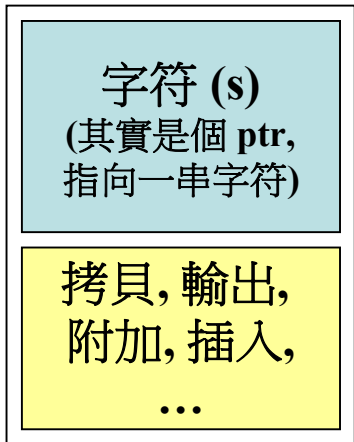 字符 (s)
(其實是個 ptr,
指向一串字符)
拷貝, 輸出,
附加, 插入,
…